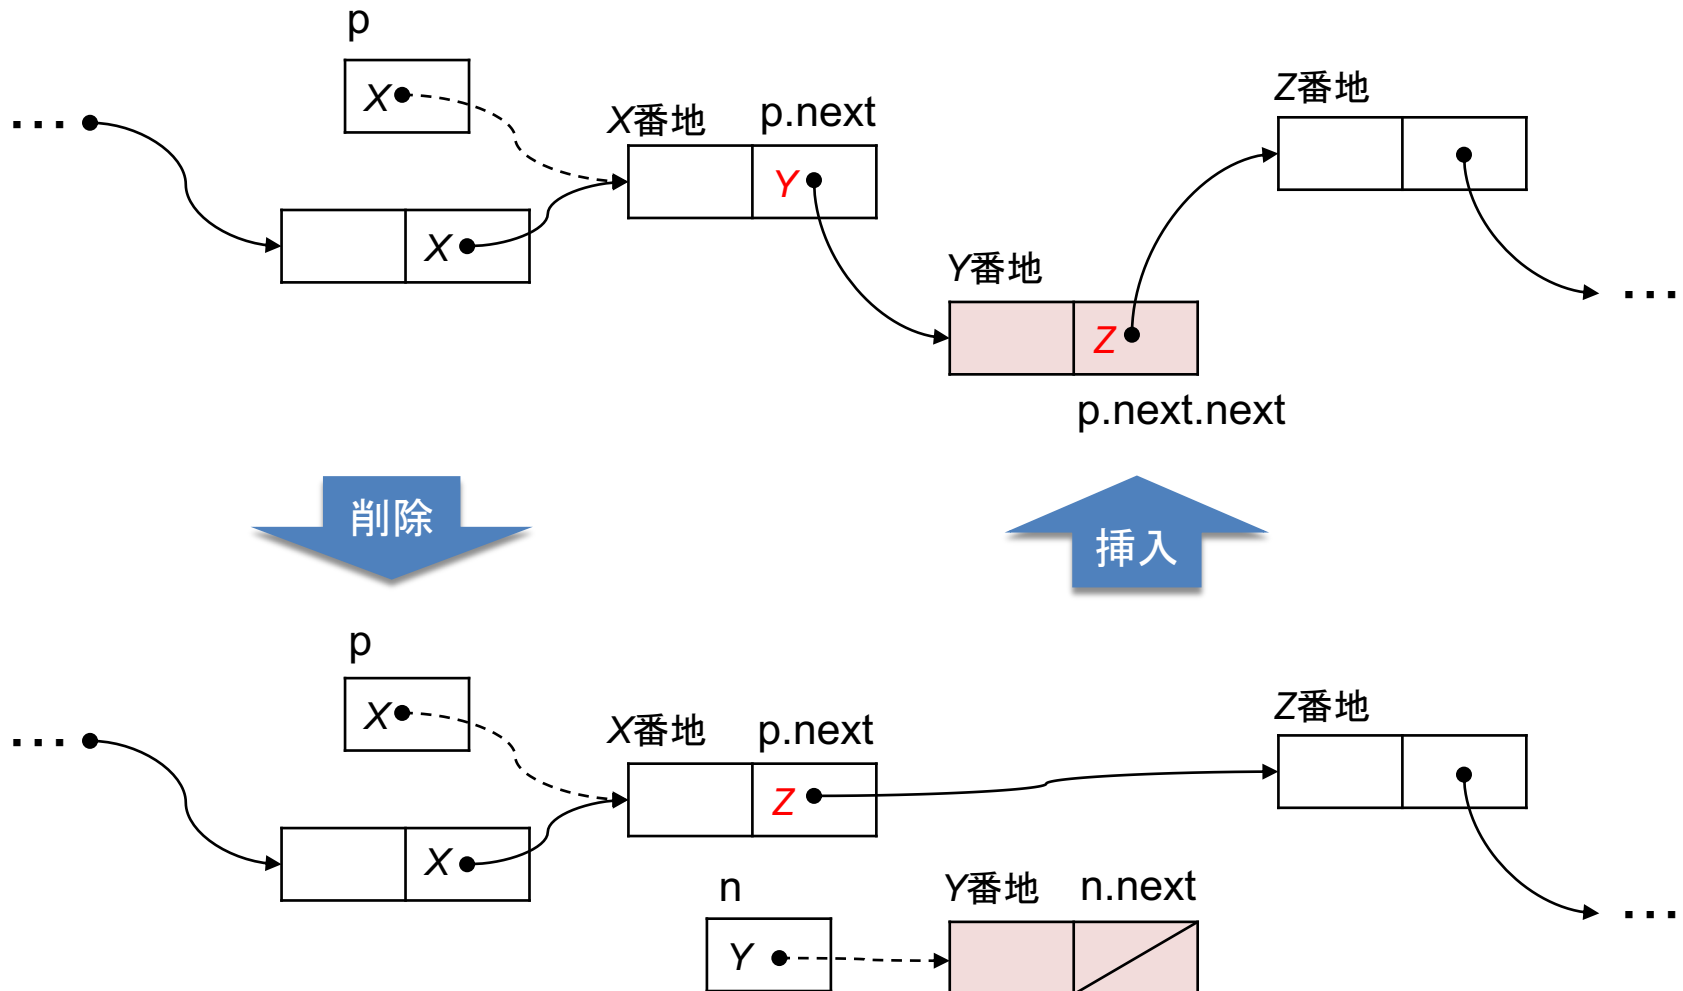 p
X
X番地 p.next
Z番地
...
Y
X
Y番地
...
Z
p.next.next
削除
挿入
p
X
X番地 p.next
Z番地
...
Z
X
n
Y番地 n.next
...
Y